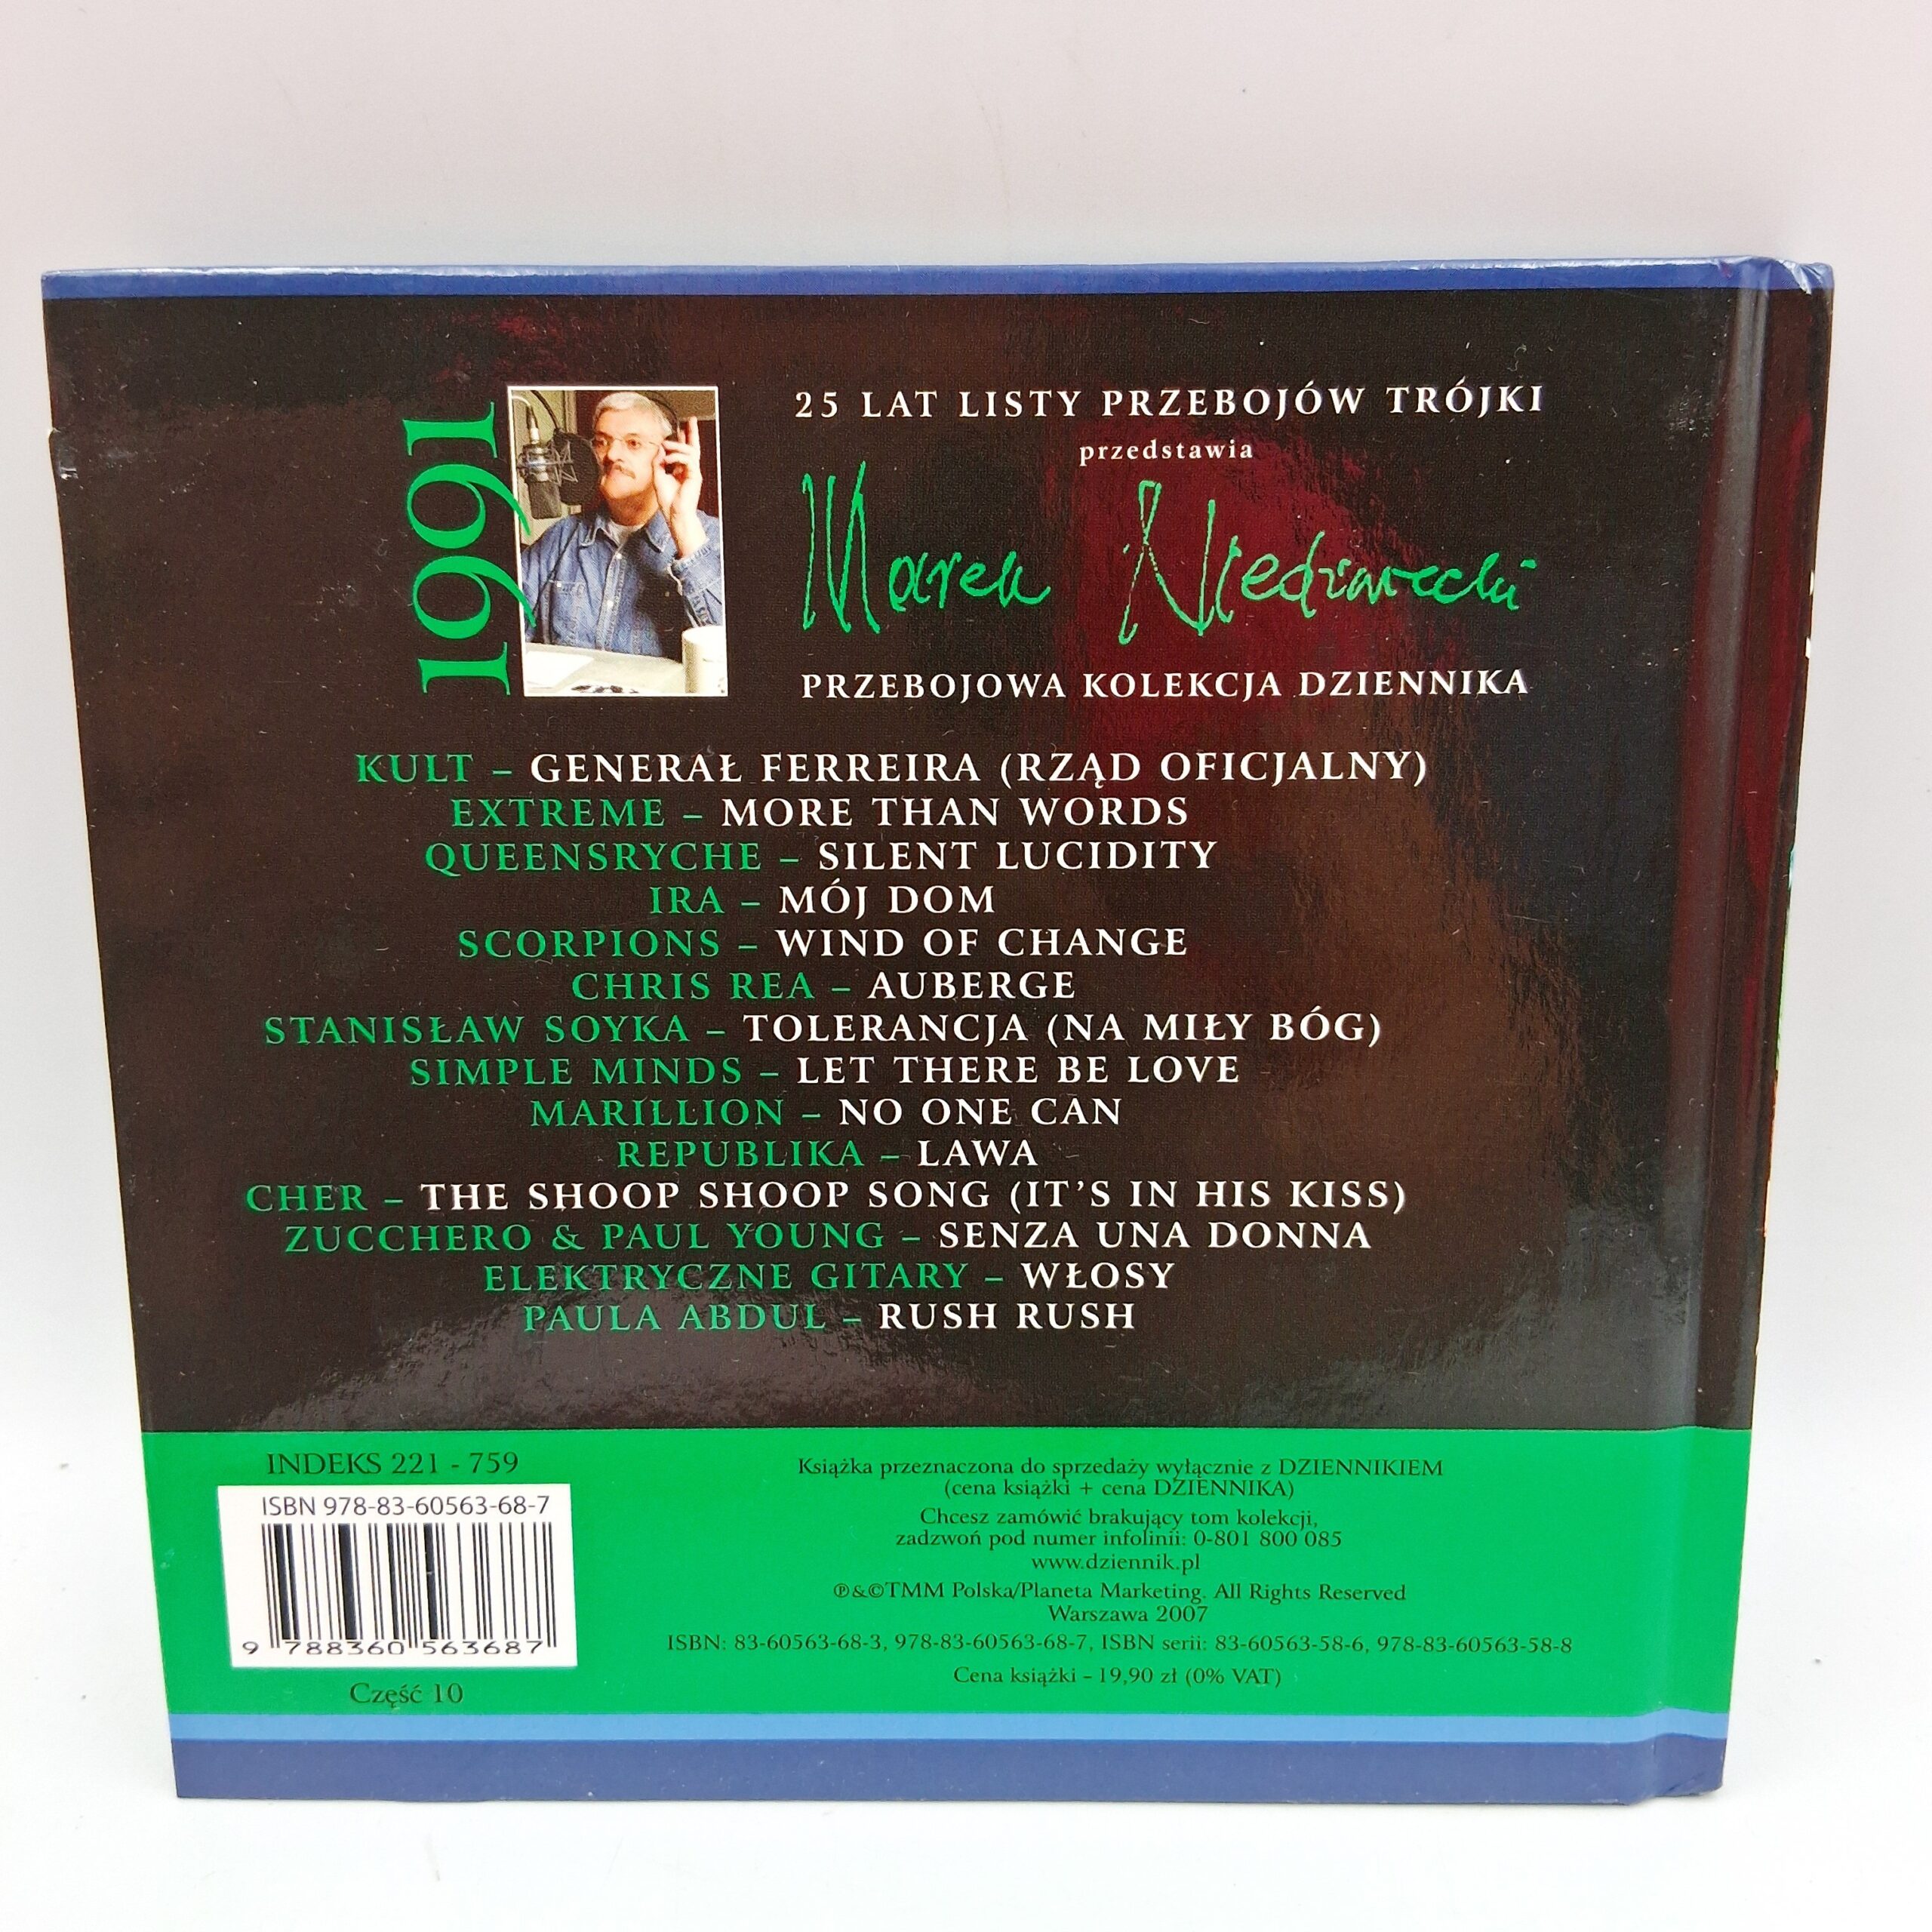 1991
25 LAT LISTY PRZEBOJÓW TRÓJKI
przedstawia
Marek Niedźwiecki
PRZEBOJOWA KOLEKCJA DZIENNIKA
KULT – GENERAŁ FERREIRA (RZĄD OFICJALNY)
EXTREME – MORE THAN WORDS
QUEENSRYCHE – SILENT LUCIDITY
IRA – MÓJ DOM
SCORPIONS – WIND OF CHANGE
CHRIS REA – AUBERGE
STANISŁAW SOYKA – TOLERANCJA (NA MIŁY BÓG)
SIMPLE MINDS – LET THERE BE LOVE
MARILLION – NO ONE CAN
REPUBLIKA – LAWA
CHER – THE SHOOP SHOOP SONG (IT'S IN HIS KISS)
ZUCCHERO & PAUL YOUNG – SENZA UNA DONNA
ELEKTRYCZNE GITARY – WŁOSY
PAULA ABDUL – RUSH RUSH
INDEKS 221 - 759
ISBN 978-83-60563-68-7
9 788360 563687
Część 10
Książka przeznaczona do sprzedaży wyłącznie z DZIENNIKIEM
(cena książki + cena DZIENNIKA)
Chcesz zamówić brakujący tom kolekcji,
zadzwoń pod numer infolinii: 0-801 800 085
www.dziennik.pl
℗&©TMM Polska/Planeta Marketing. All Rights Reserved
Warszawa 2007
ISBN: 83-60563-68-3, 978-83-60563-68-7, ISBN serii: 83-60563-58-6, 978-83-60563-58-8
Cena książki – 19,90 zł (0% VAT)